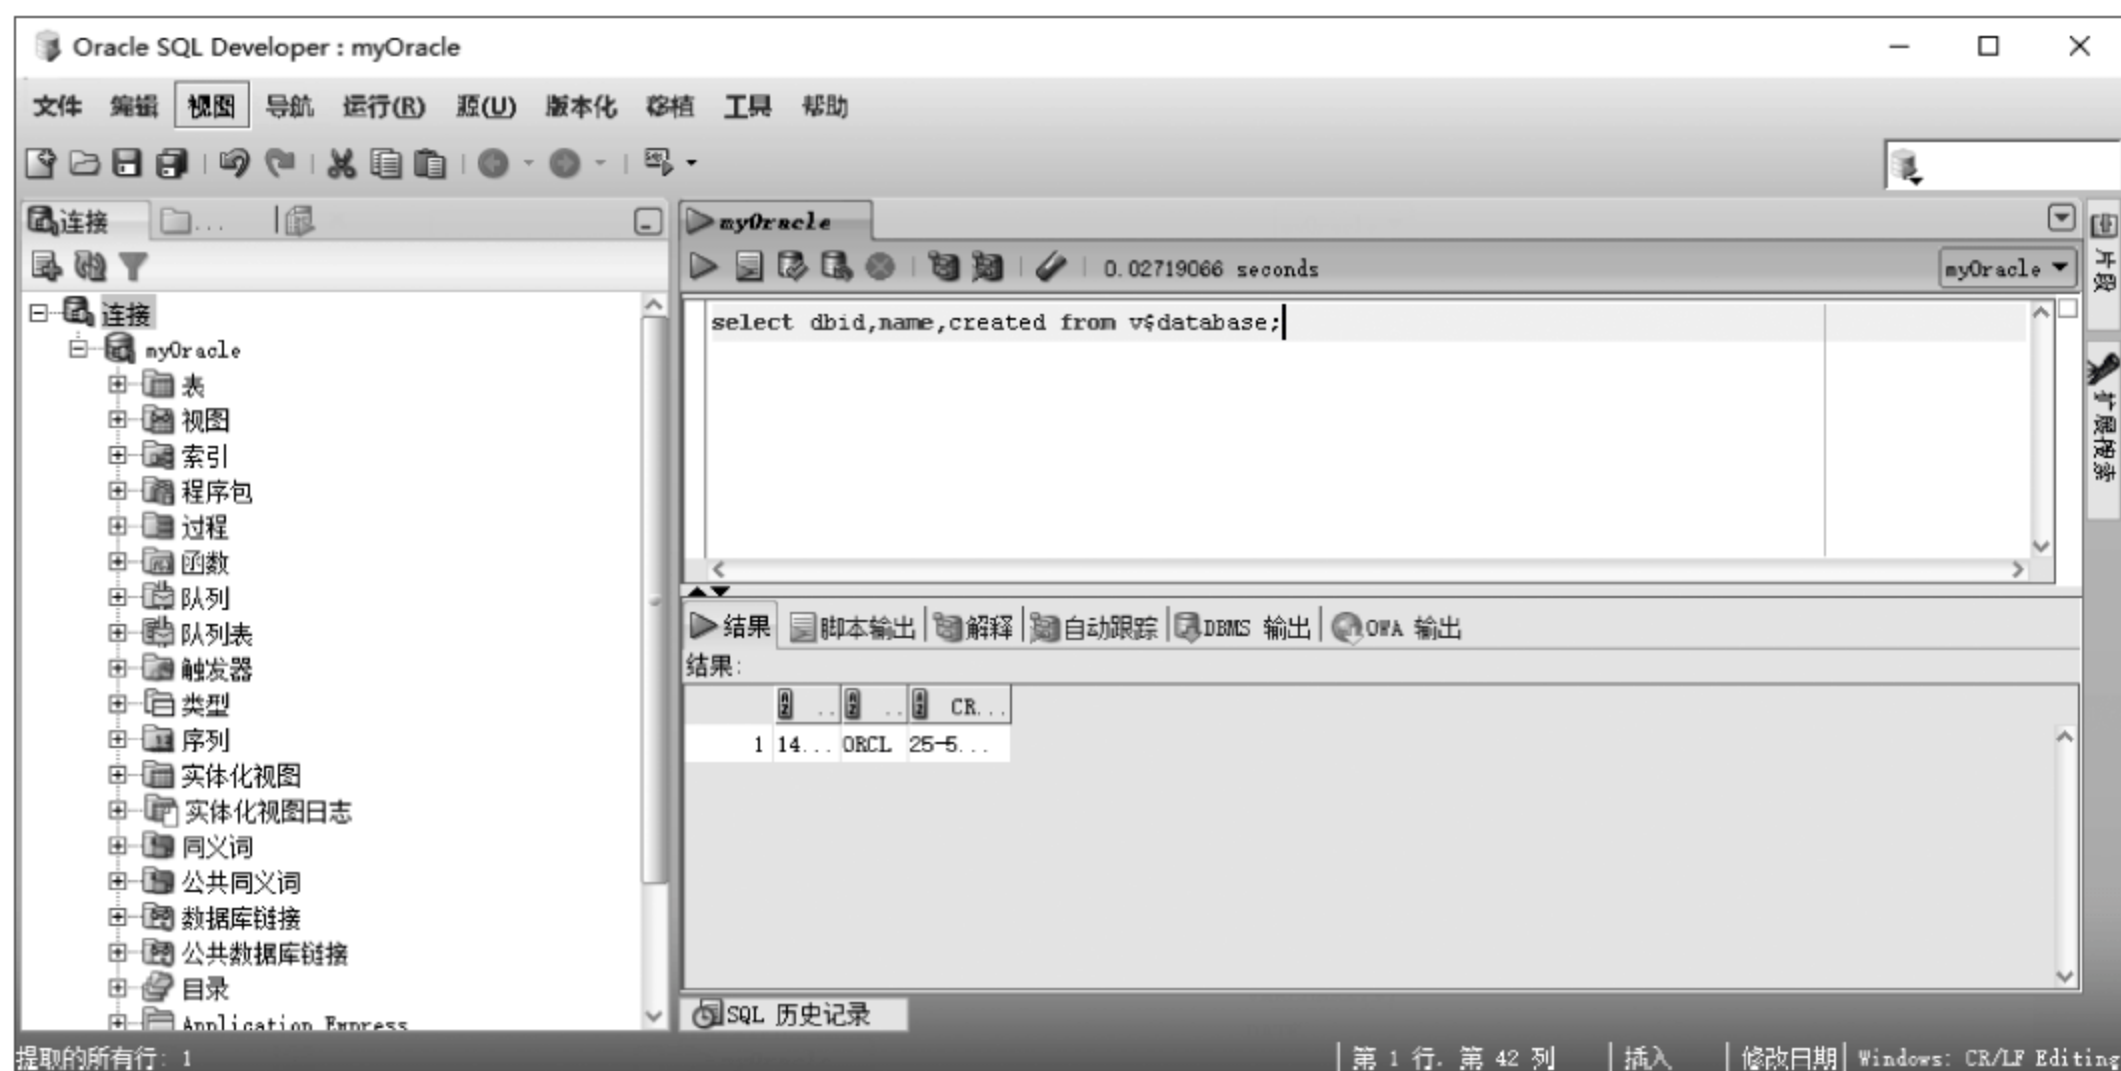 Oracle SQL Developer : myOracle
文件 编辑 视图 导航 运行(R) 源(U) 版本化 移植 工具 帮助
连接 ...
myOracle
0.02719066 seconds
myOracle
select dbid,name,created from v$database;
连接
myOracle
表
视图
索引
程序包
过程
函数
队列
队列表
触发器
类型
序列
实体化视图
实体化视图日志
同义词
公共同义词
数据库链接
公共数据库链接
目录
Application Express
片段
扩展搜索
结果 脚本输出 解释 自动跟踪 DBMS 输出 OWA 输出
结果:
.. .. CR...
1 14... ORCL 25-5...
SQL 历史记录
提取的所有行: 1
第 1 行, 第 42 列 插入 修改日期 Windows: CR/LF Editing